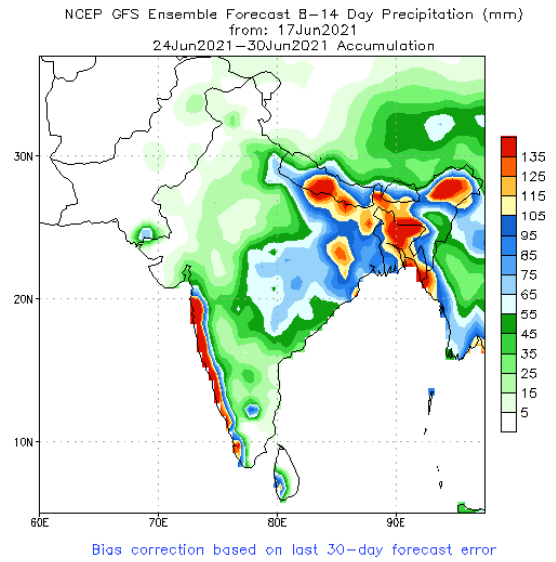 NCEP GFS Ensemble Forecast 8-14 Day Precipitation (mm)
from: 17Jun2021
24Jun2021-30Jun2021 Accumulation
30N
20N
10N
60E
70E
80E
90E
135
125
115
105
95
85
75
65
55
45
35
25
15
5
Bias correction based on last 30-day forecast error